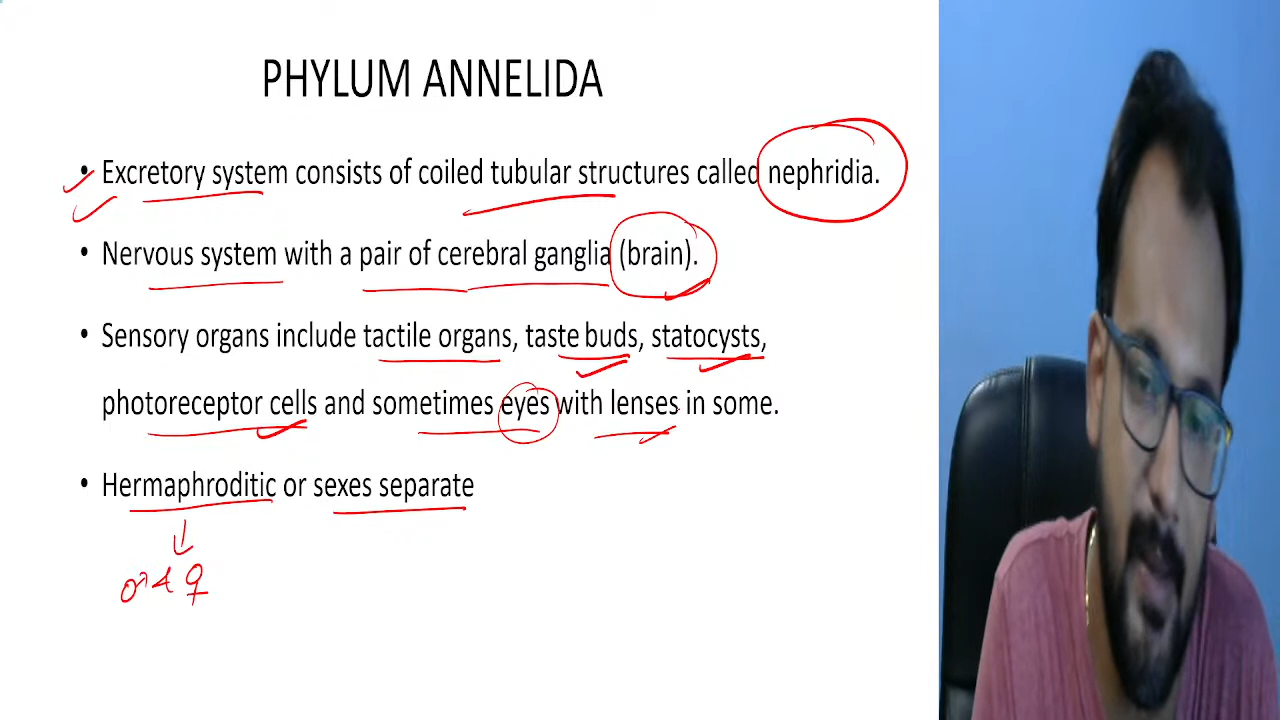 PHYLUM ANNELIDA
• Excretory system consists of coiled tubular structures called nephridia.
• Nervous system with a pair of cerebral ganglia (brain).
• Sensory organs include tactile organs, taste buds, statocysts,
photoreceptor cells and sometimes eyes with lenses in some.
• Hermaphroditic or sexes separate
♂ & ♀